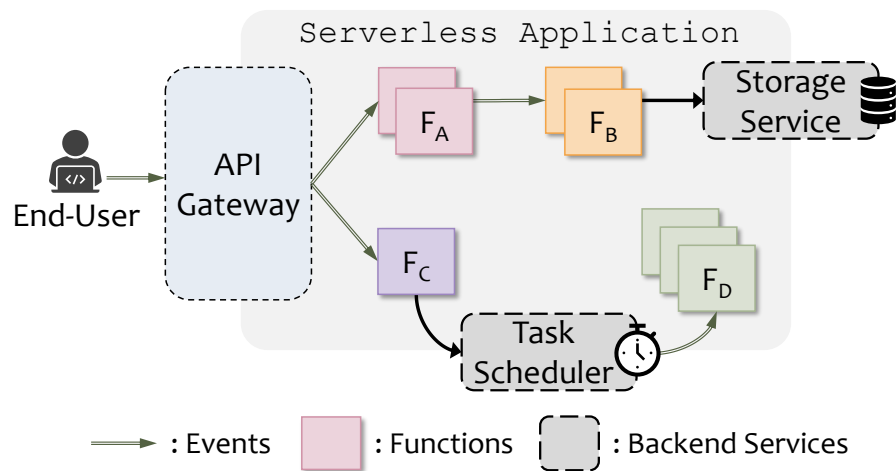 Serverless Application
API
Gateway
End-User
</>
F_A
F_B
Storage
Service
F_C
F_D
Task
Scheduler
: Events
: Functions
: Backend Services